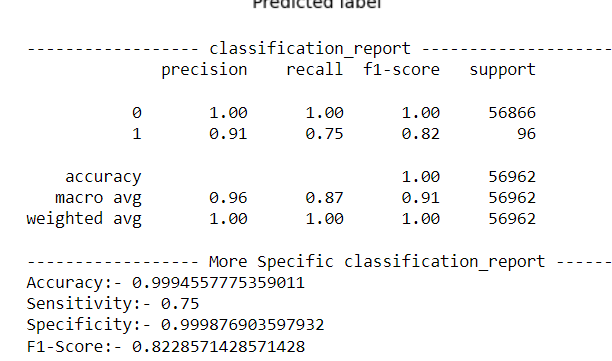 Predicted label
------------------ classification_report --------------------
precision recall f1-score support
0 1.00 1.00 1.00 56866
1 0.91 0.75 0.82 96
accuracy 1.00 56962
macro avg 0.96 0.87 0.91 56962
weighted avg 1.00 1.00 1.00 56962
------------------ More Specific classification_report ------
Accuracy:- 0.9994557775359011
Sensitivity:- 0.75
Specificity:- 0.999876903597932
F1-Score:- 0.8228571428571428